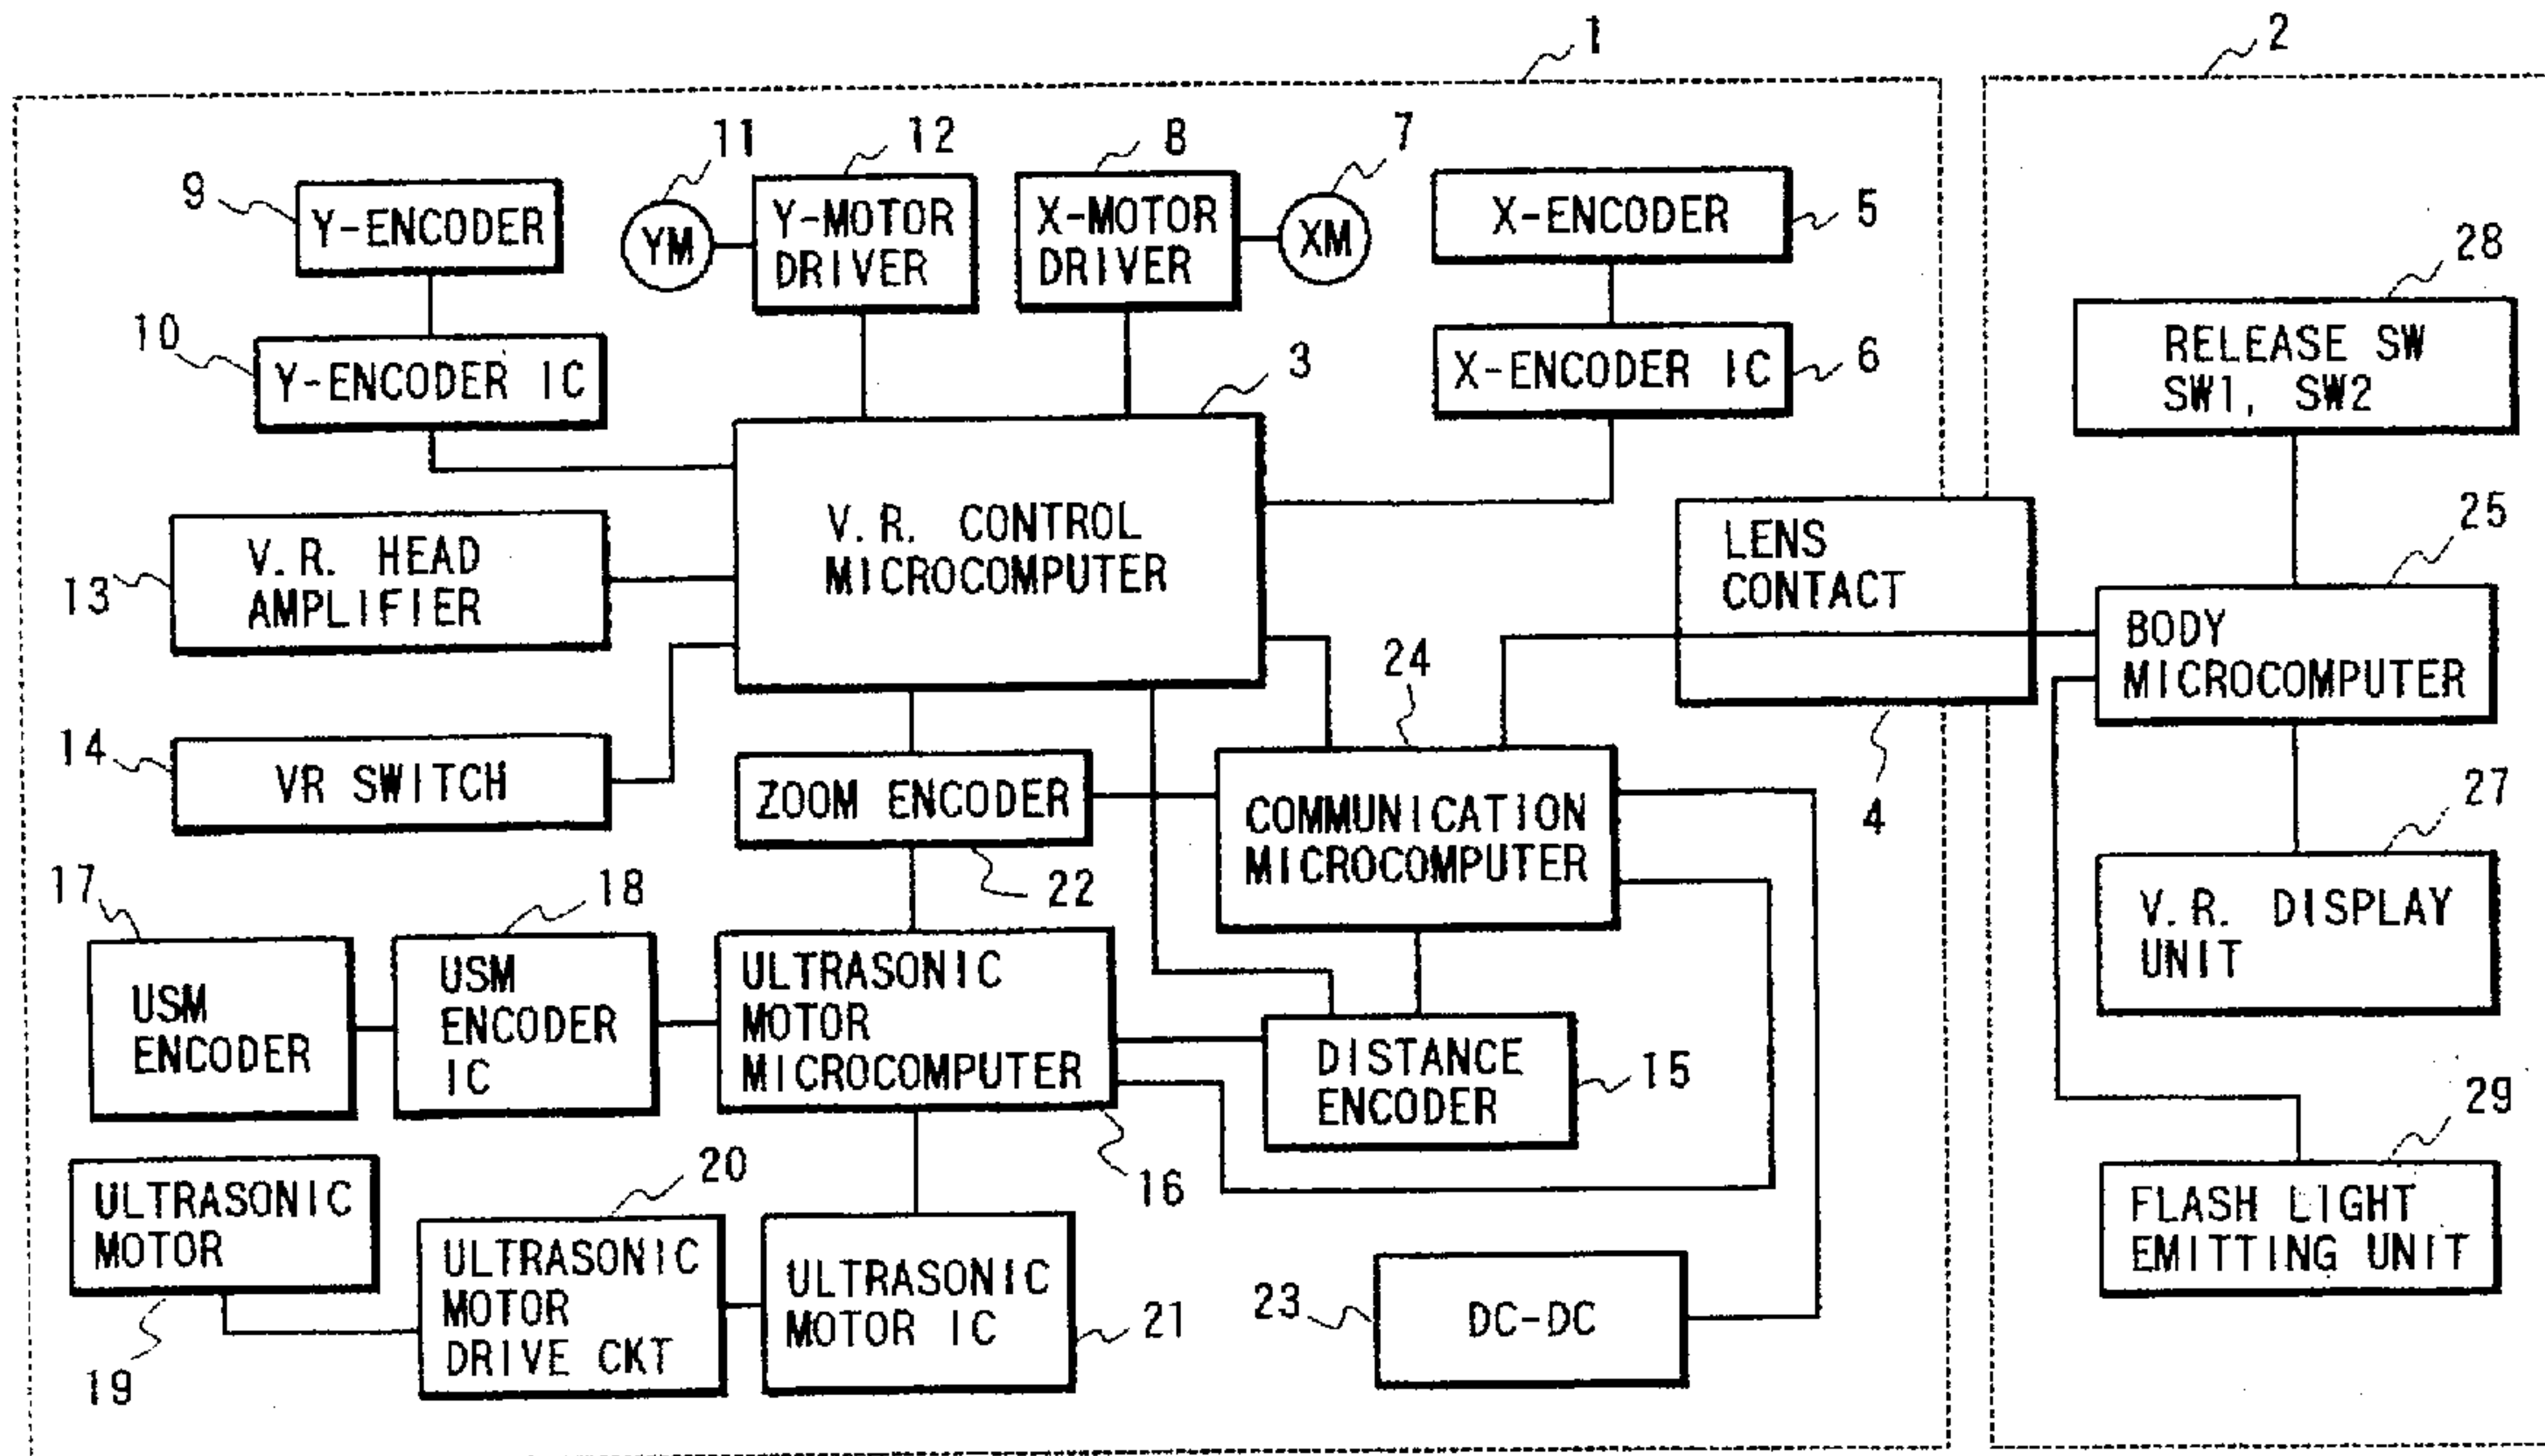 1
2
11
12
8
7
9
Y-ENCODER
YM
Y-MOTOR
DRIVER
X-MOTOR
DRIVER
XM
X-ENCODER
5
28
10
Y-ENCODER IC
3
X-ENCODER IC
6
RELEASE SW
SW1, SW2
13
V.R. HEAD
AMPLIFIER
V.R. CONTROL
MICROCOMPUTER
LENS
CONTACT
25
BODY
MICROCOMPUTER
24
4
14
VR SWITCH
ZOOM ENCODER
22
COMMUNICATION
MICROCOMPUTER
27
V.R. DISPLAY
UNIT
17
USM
ENCODER
18
USM
ENCODER
IC
ULTRASONIC
MOTOR
MICROCOMPUTER
16
DISTANCE
ENCODER
15
29
FLASH LIGHT
EMITTING UNIT
ULTRASONIC
MOTOR
19
20
ULTRASONIC
MOTOR
DRIVE CKT
ULTRASONIC
MOTOR IC
21
23
DC-DC